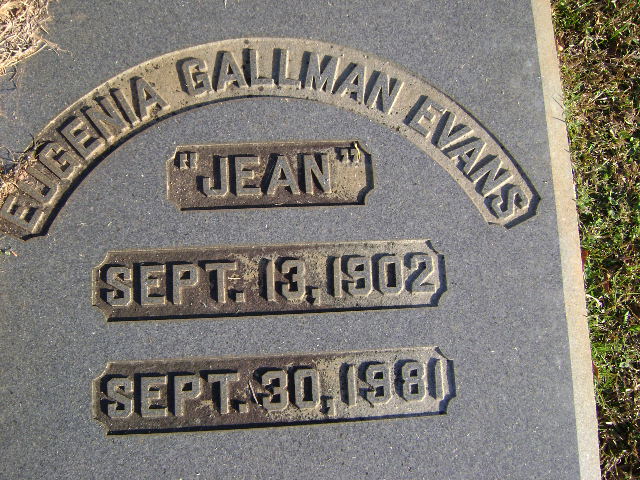 EUGENIA GALLMAN EVANS
"JEAN"
SEPT. 13, 1902
SEPT. 30, 1981